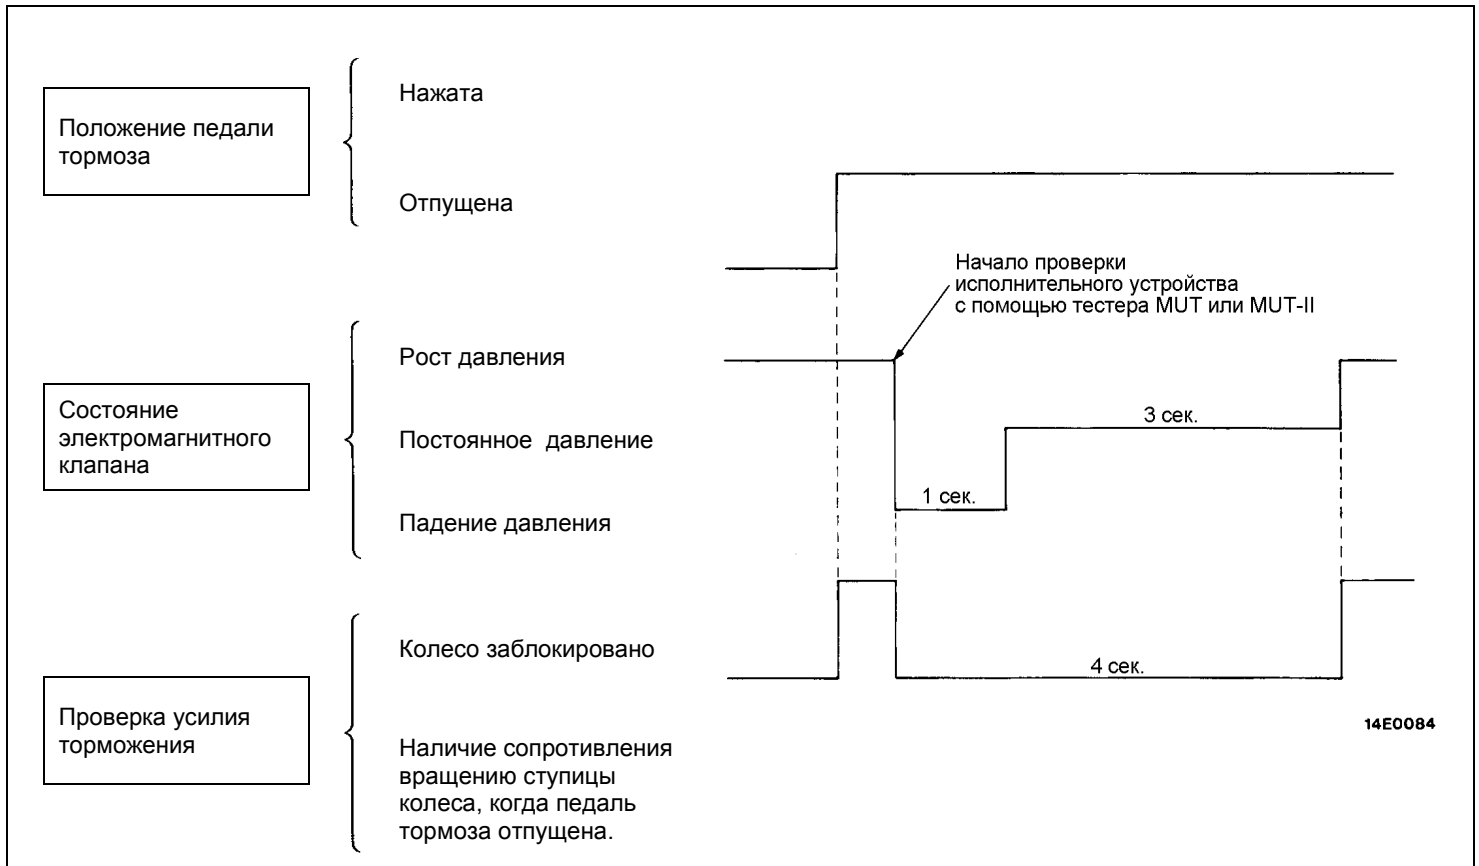 Положение педали
тормоза
Нажата
Отпущена
Начало проверки
исполнительного устройства
с помощью тестера MUT или MUT-II
Состояние
электромагнитного
клапана
Рост давления
Постоянное давление
Падение давления
3 сек.
1 сек.
Проверка усилия
торможения
Колесо заблокировано
Наличие сопротивления
вращению ступицы
колеса, когда педаль
тормоза отпущена.
4 сек.
14E0084